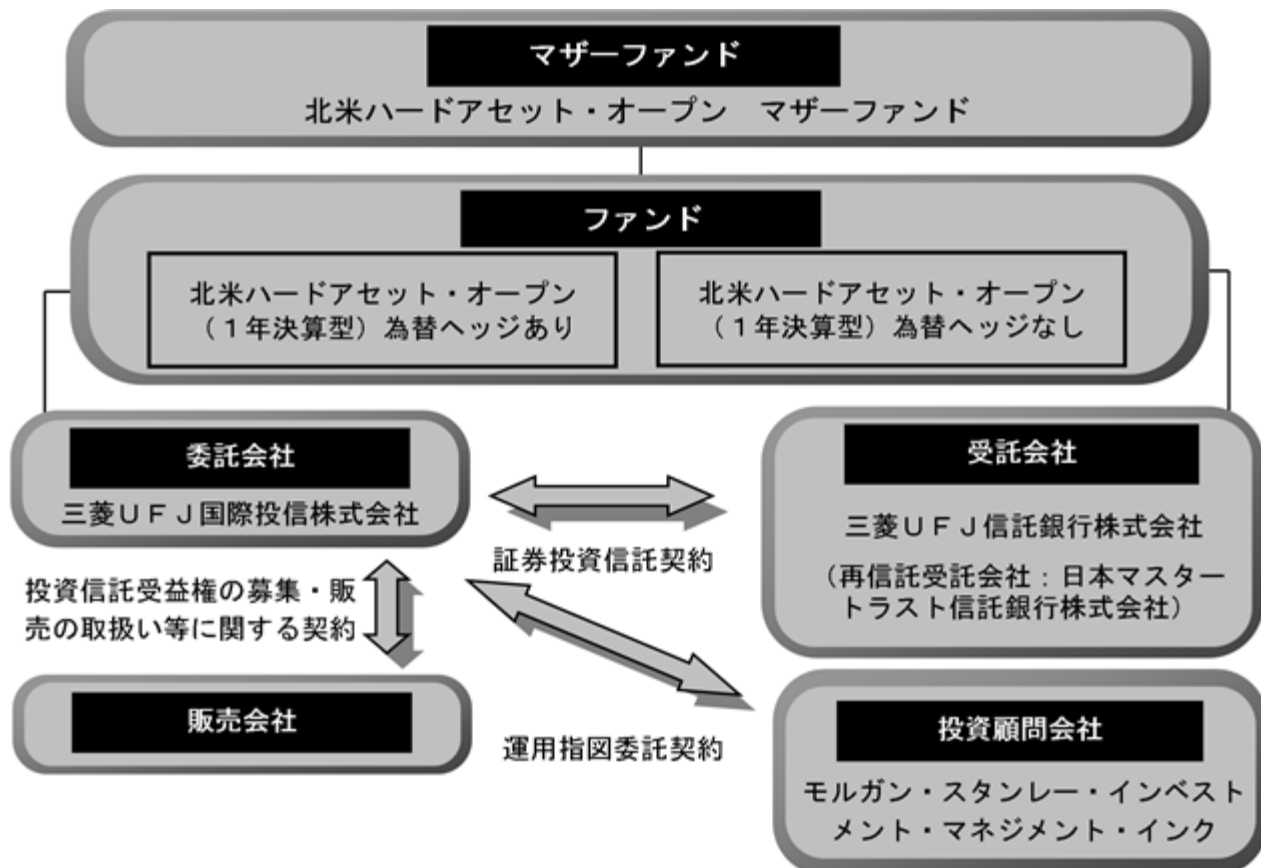 マザーファンド
北米ハードアセット・オープン　マザーファンド
ファンド
北米ハードアセット・オープン
（１年決算型）為替ヘッジあり
北米ハードアセット・オープン
（１年決算型）為替ヘッジなし
委託会社
三菱ＵＦＪ国際投信株式会社
受託会社
三菱ＵＦＪ信託銀行株式会社
（再信託受託会社：日本マスター
トラスト信託銀行株式会社）
証券投資信託契約
投資信託受益権の募集・販
売の取扱い等に関する契約
販売会社
運用指図委託契約
投資顧問会社
モルガン・スタンレー・インベスト
メント・マネジメント・インク